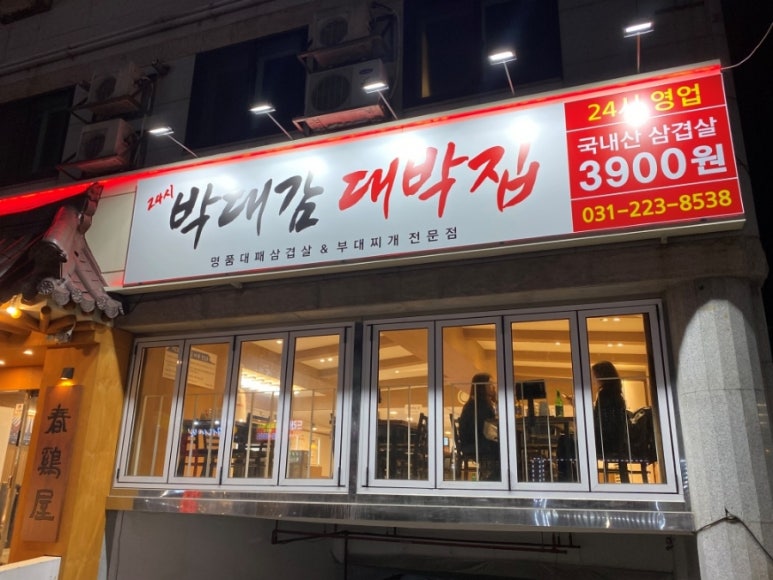 24시 박대감 대박집
명품대패삼겹살 & 부대찌개 전문점
24시 영업
국내산 삼겹살
3900원
031-223-8538
春鷄屋